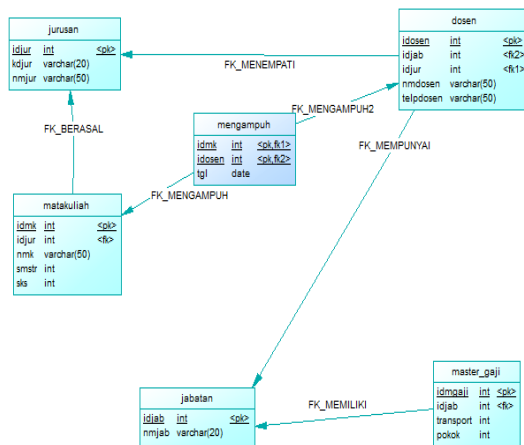 jurusan
idjur int <pk>
kdjur varchar(20)
nmjur varchar(50)
dosen
idosen int <pk>
idjab int <fk2>
idjur int <fk1>
nmdosen varchar(50)
telpdosen varchar(50)
FK_MENEMPATI
FK_MENGAMPUH2
FK_BERASAL
mengampuh
idmk int <pk,fk1>
idosen int <pk,fk2>
tgl date
FK_MEMPUNYAI
FK_MENGAMPUH
matakuliah
idmk int <pk>
idjur int <fk>
nmk varchar(50)
smstr int
sks int
master_gaji
idmgaji int <pk>
idjab int <fk>
transport int
pokok int
jabatan
idjab int <pk>
nmjab varchar(20)
FK_MEMILIKI